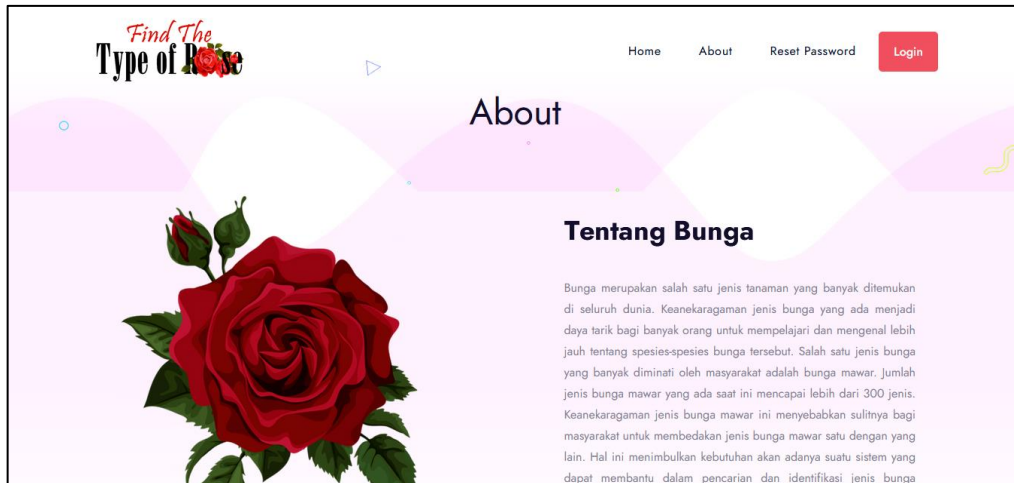 Find The
Type of Rose
Home About Reset Password Login
About
Tentang Bunga
Bunga merupakan salah satu jenis tanaman yang banyak ditemukan
di seluruh dunia. Keanekaragaman jenis bunga yang ada menjadi
daya tarik bagi banyak orang untuk mempelajari dan mengenal lebih
jauh tentang spesies-spesies bunga tersebut. Salah satu jenis bunga
yang banyak diminati oleh masyarakat adalah bunga mawar. Jumlah
jenis bunga mawar yang ada saat ini mencapai lebih dari 300 jenis.
Keanekaragaman jenis bunga mawar ini menyebabkan sulitnya bagi
masyarakat untuk membedakan jenis bunga mawar satu dengan yang
lain. Hal ini menimbulkan kebutuhan akan adanya suatu sistem yang
dapat membantu dalam pencarian dan identifikasi jenis bunga